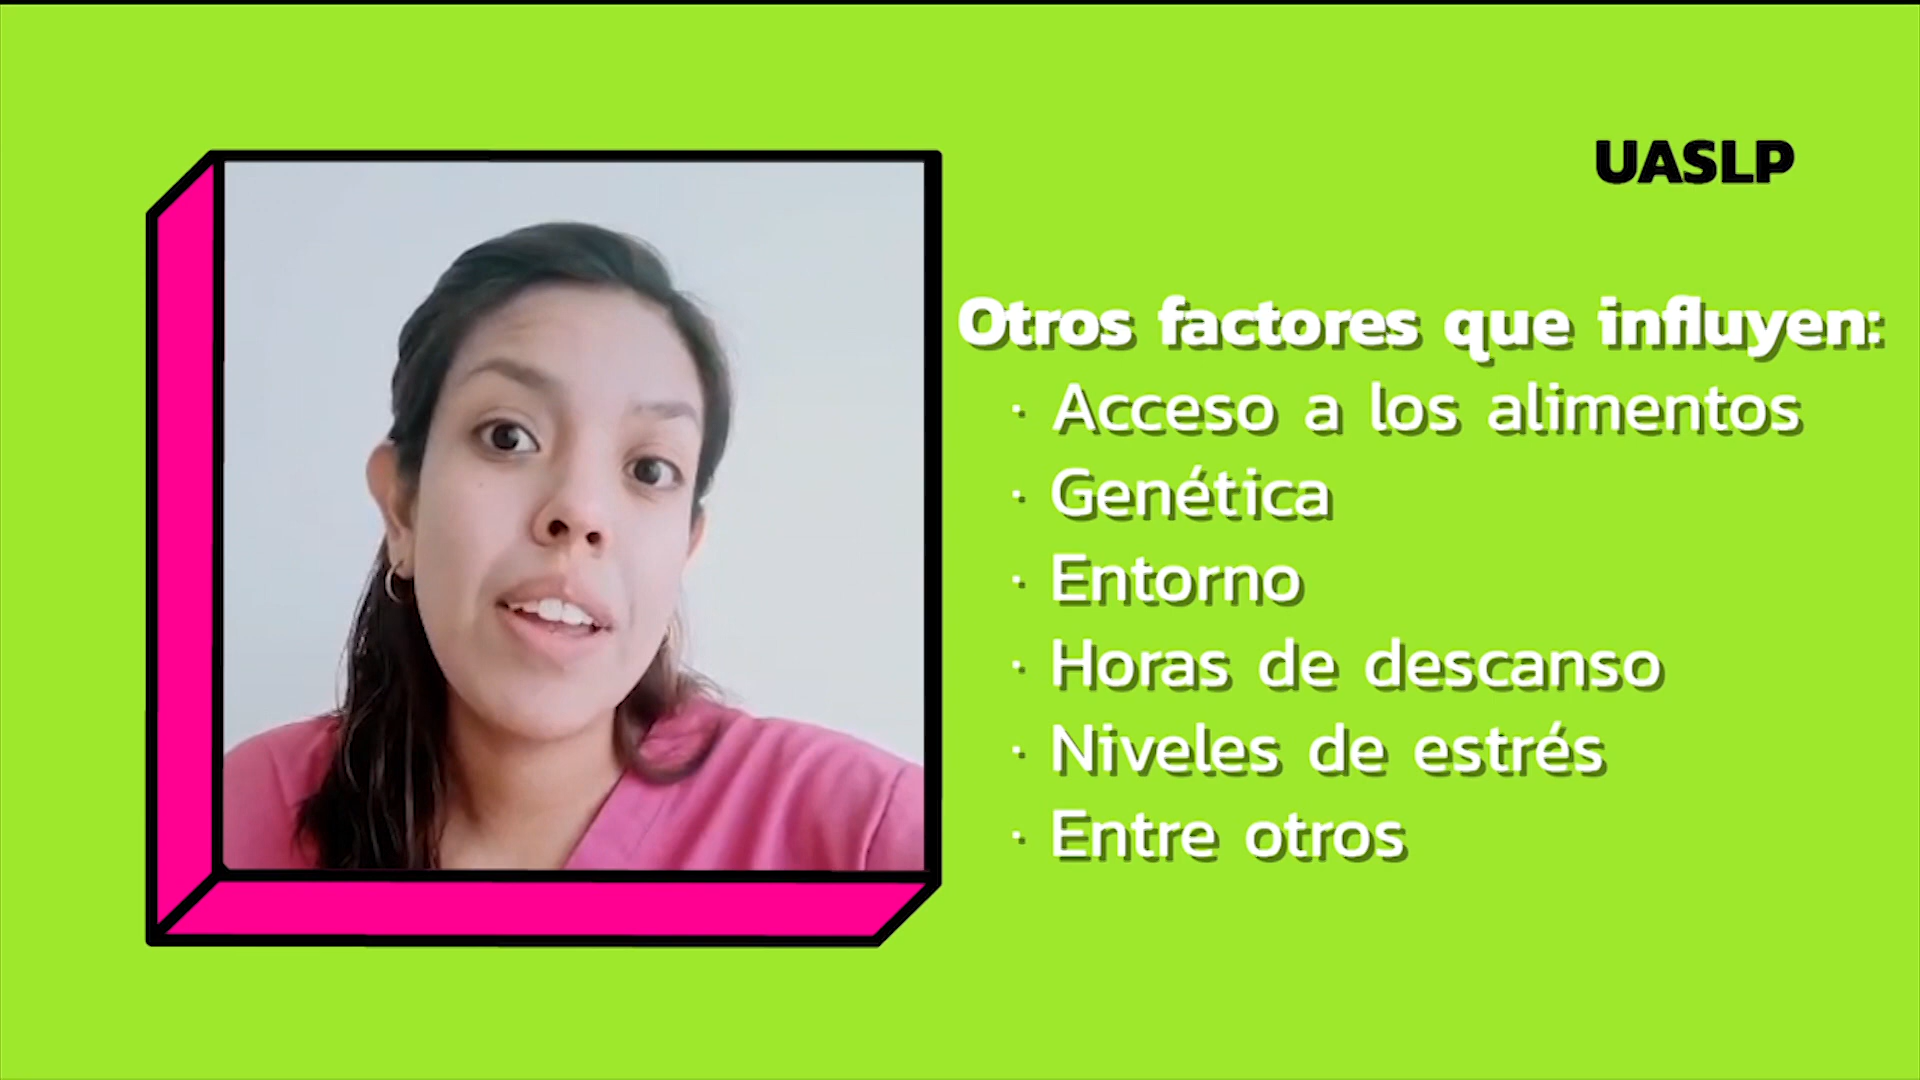 UASLP
Otros factores que influyen:
· Acceso a los alimentos
· Genética
· Entorno
· Horas de descanso
· Niveles de estrés
· Entre otros